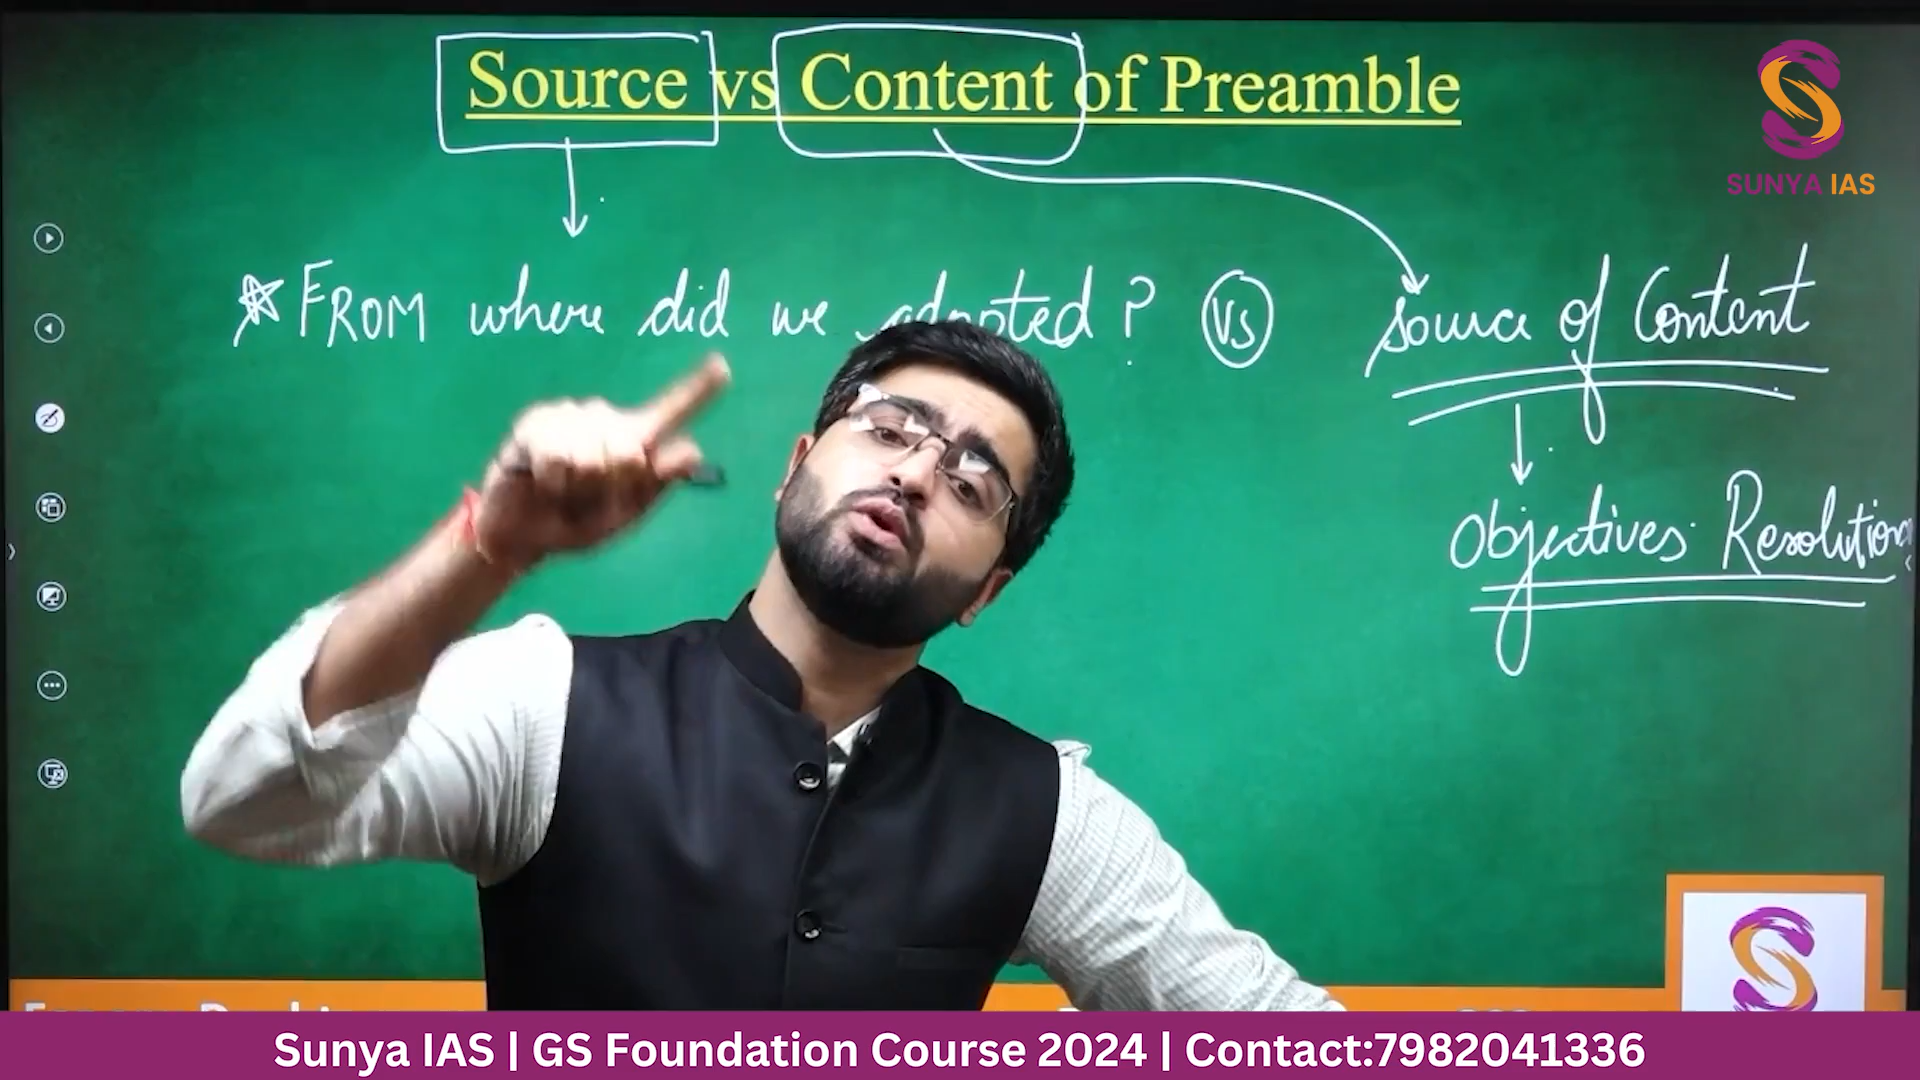 Source vs Content of Preamble
SUNYA IAS
FROM where did we adopted? Vs source of Content
Objectives Resolution
Sunya IAS | GS Foundation Course 2024 | Contact:7982041336